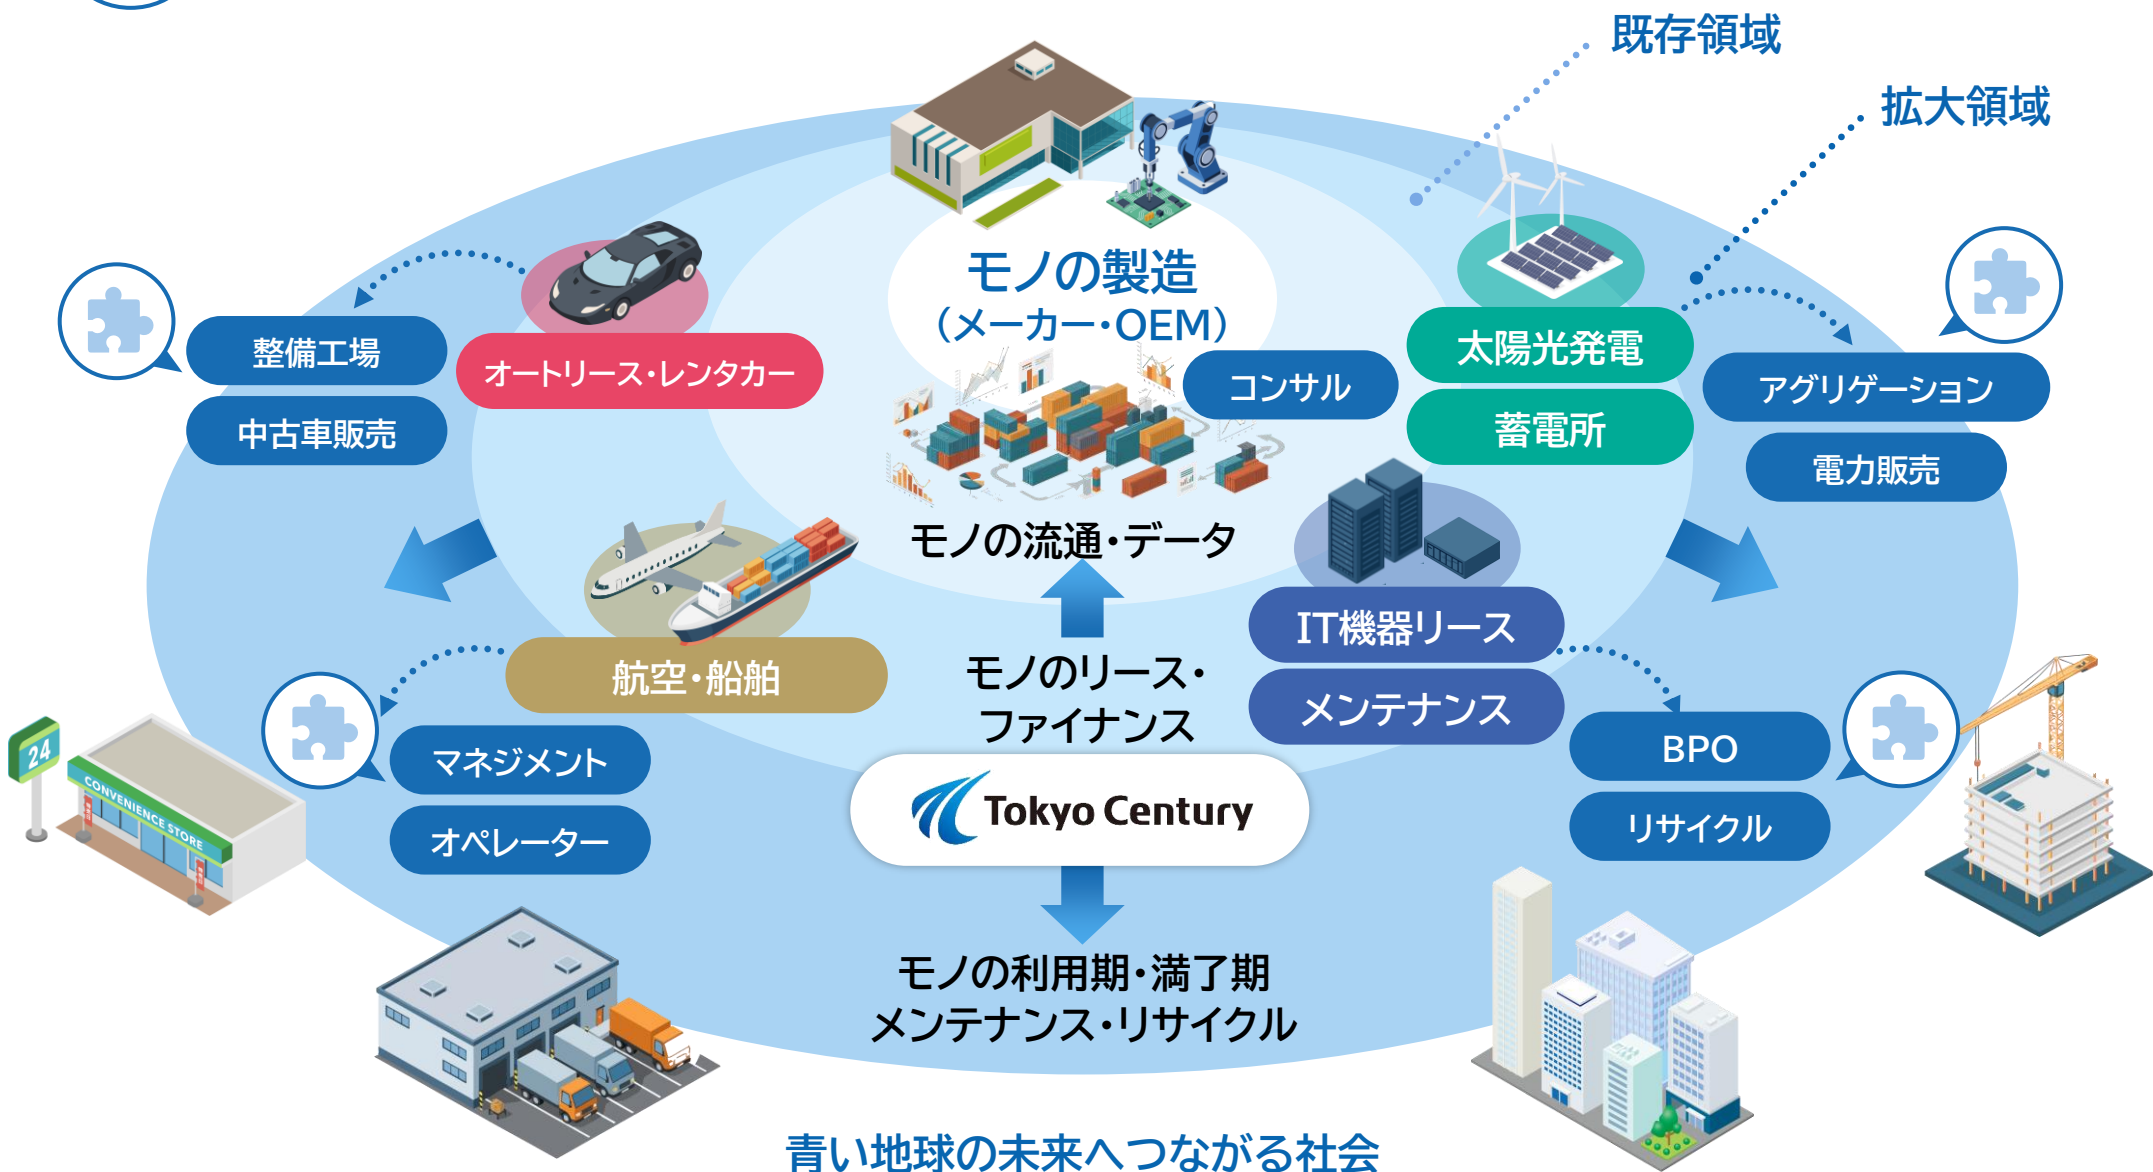 既存領域
拡大領域
モノの製造
（メーカー・OEM）
整備工場
中古車販売
オートリース・レンタカー
コンサル
太陽光発電
蓄電所
アグリゲーション
電力販売
モノの流通・データ
航空・船舶
IT機器リース
メンテナンス
モノのリース・
ファイナンス
マネジメント
オペレーター
BPO
リサイクル
Tokyo Century
24
CONVENIENCE STORE
モノの利用期・満了期
メンテナンス・リサイクル
青い地球の未来へつながる社会